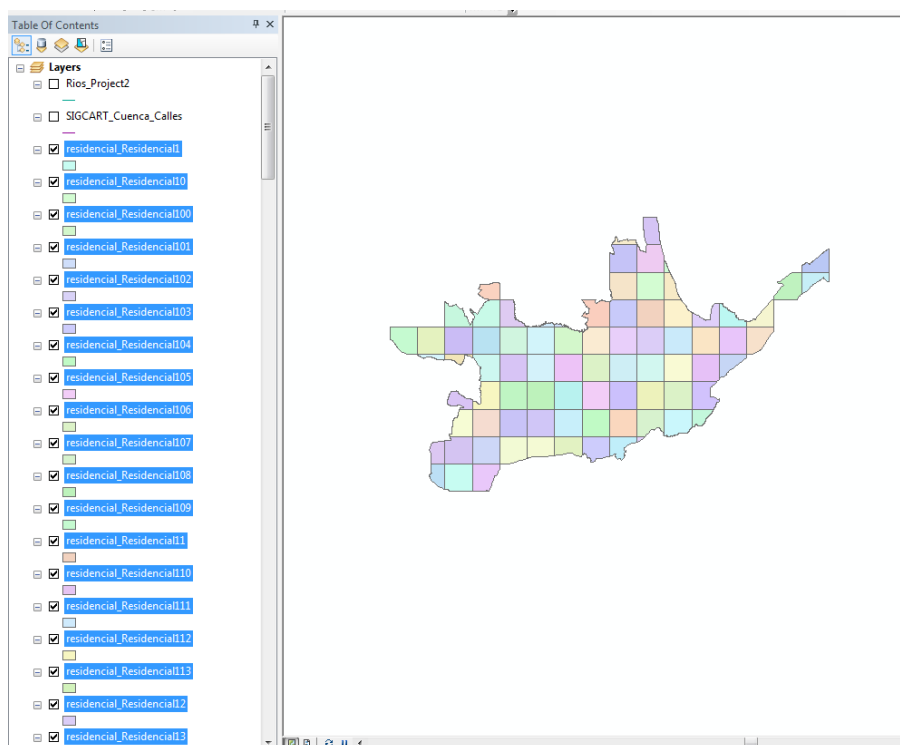 Table Of Contents
Layers
Rios_Project2
SIGCART_Cuenca_Calles
residencial_Residencial1
residencial_Residencial10
residencial_Residencial100
residencial_Residencial101
residencial_Residencial102
residencial_Residencial103
residencial_Residencial104
residencial_Residencial105
residencial_Residencial106
residencial_Residencial107
residencial_Residencial108
residencial_Residencial109
residencial_Residencial11
residencial_Residencial110
residencial_Residencial111
residencial_Residencial112
residencial_Residencial113
residencial_Residencial12
residencial_Residencial13